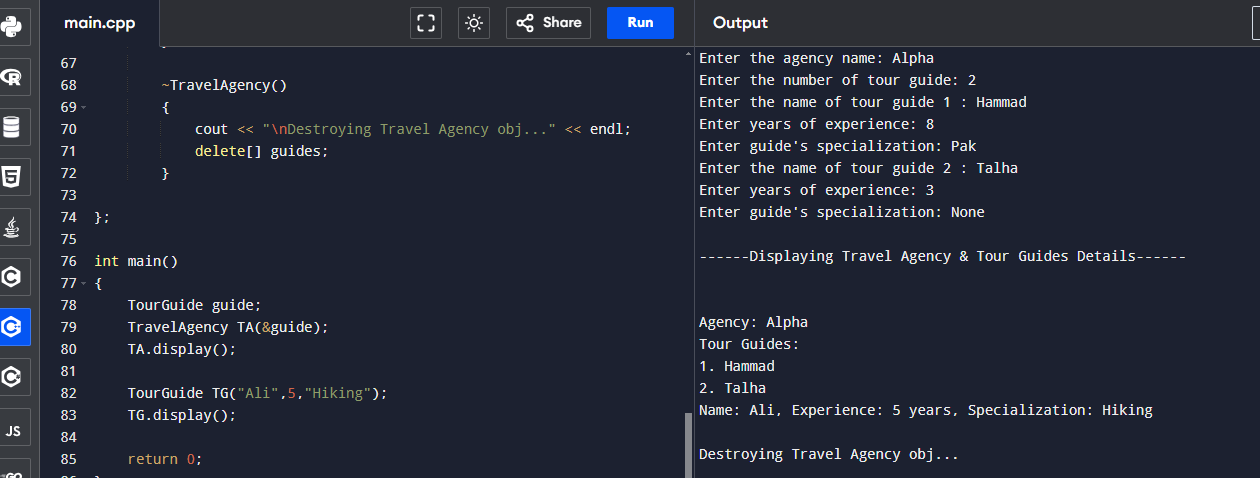 main.cpp
Share
Run
Output
67
68 ~TravelAgency()
69 {
70 cout << "\nDestroying Travel Agency obj..." << endl;
71 delete[] guides;
72 }
73
74 };
75
76 int main()
77 {
78 TourGuide guide;
79 TravelAgency TA(&guide);
80 TA.display();
81
82 TourGuide TG("Ali",5,"Hiking");
83 TG.display();
84
85 return 0;
JS
Enter the agency name: Alpha
Enter the number of tour guide: 2
Enter the name of tour guide 1 : Hammad
Enter years of experience: 8
Enter guide's specialization: Pak
Enter the name of tour guide 2 : Talha
Enter years of experience: 3
Enter guide's specialization: None
------Displaying Travel Agency & Tour Guides Details------
Agency: Alpha
Tour Guides:
1. Hammad
2. Talha
Name: Ali, Experience: 5 years, Specialization: Hiking
Destroying Travel Agency obj...